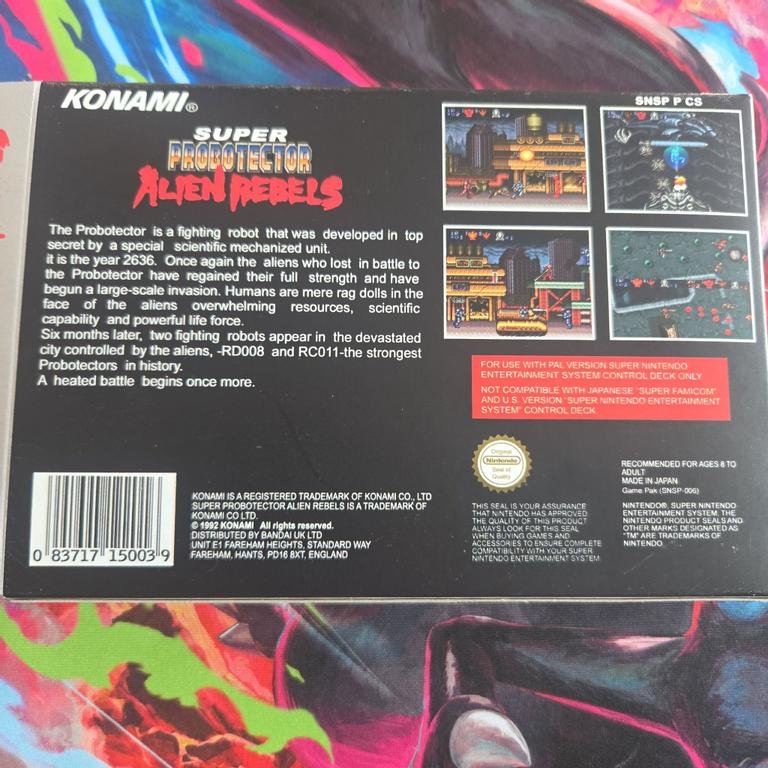 KONAMI®
SUPER
PROBOTECTOR
ALIEN REBELS
The Probotector is a fighting robot that was developed in top
secret by a special scientific mechanized unit.
it is the year 2636. Once again the aliens who lost in battle to
the Probotector have regained their full strength and have
begun a large-scale invasion. Humans are mere rag dolls in the
face of the aliens overwhelming resources, scientific
capability and powerful life force.
Six months later, two fighting robots appear in the devastated
city controlled by the aliens, -RD008 and RC011-the strongest
Probotectors in history.
A heated battle begins once more.
SNSP P CS
FOR USE WITH PAL VERSION SUPER NINTENDO
ENTERTAINMENT SYSTEM CONTROL DECK ONLY
NOT COMPATIBLE WITH JAPANESE "SUPER FAMICOM"
AND U.S. VERSION "SUPER NINTENDO ENTERTAINMENT
SYSTEM" CONTROL DECK
0 83717 15003 9
KONAMI IS A REGISTERED TRADEMARK OF KONAMI CO., LTD
SUPER PROBOTECTOR ALIEN REBELS IS A TRADEMARK OF
KONAMI CO LTD.
© 1992 KONAMI All rights reserved.
DISTRIBUTED BY BANDAI UK LTD
UNIT E1 FAREHAM HEIGHTS, STANDARD WAY
FAREHAM, HANTS, PD16 8XT, ENGLAND
Original
Nintendo
Seal of
Quality
THIS SEAL IS YOUR ASSURANCE
THAT NINTENDO HAS APPROVED
THE QUALITY OF THIS PRODUCT
ALWAYS LOOK FOR THIS SEAL
WHEN BUYING GAMES AND
ACCESSORIES TO ENSURE COMPLETE
COMPATIBILITY WITH YOUR SUPER
NINTENDO ENTERTAINMENT SYSTEM
RECOMMENDED FOR AGES 8 TO
ADULT
MADE IN JAPAN
Game Pak (SNSP-006)
NINTENDO®, SUPER NINTENDO
ENTERTAINMENT SYSTEM, THE
NINTENDO PRODUCT SEALS AND
OTHER MARKS DESIGNATED AS
"TM" ARE TRADEMARKS OF
NINTENDO